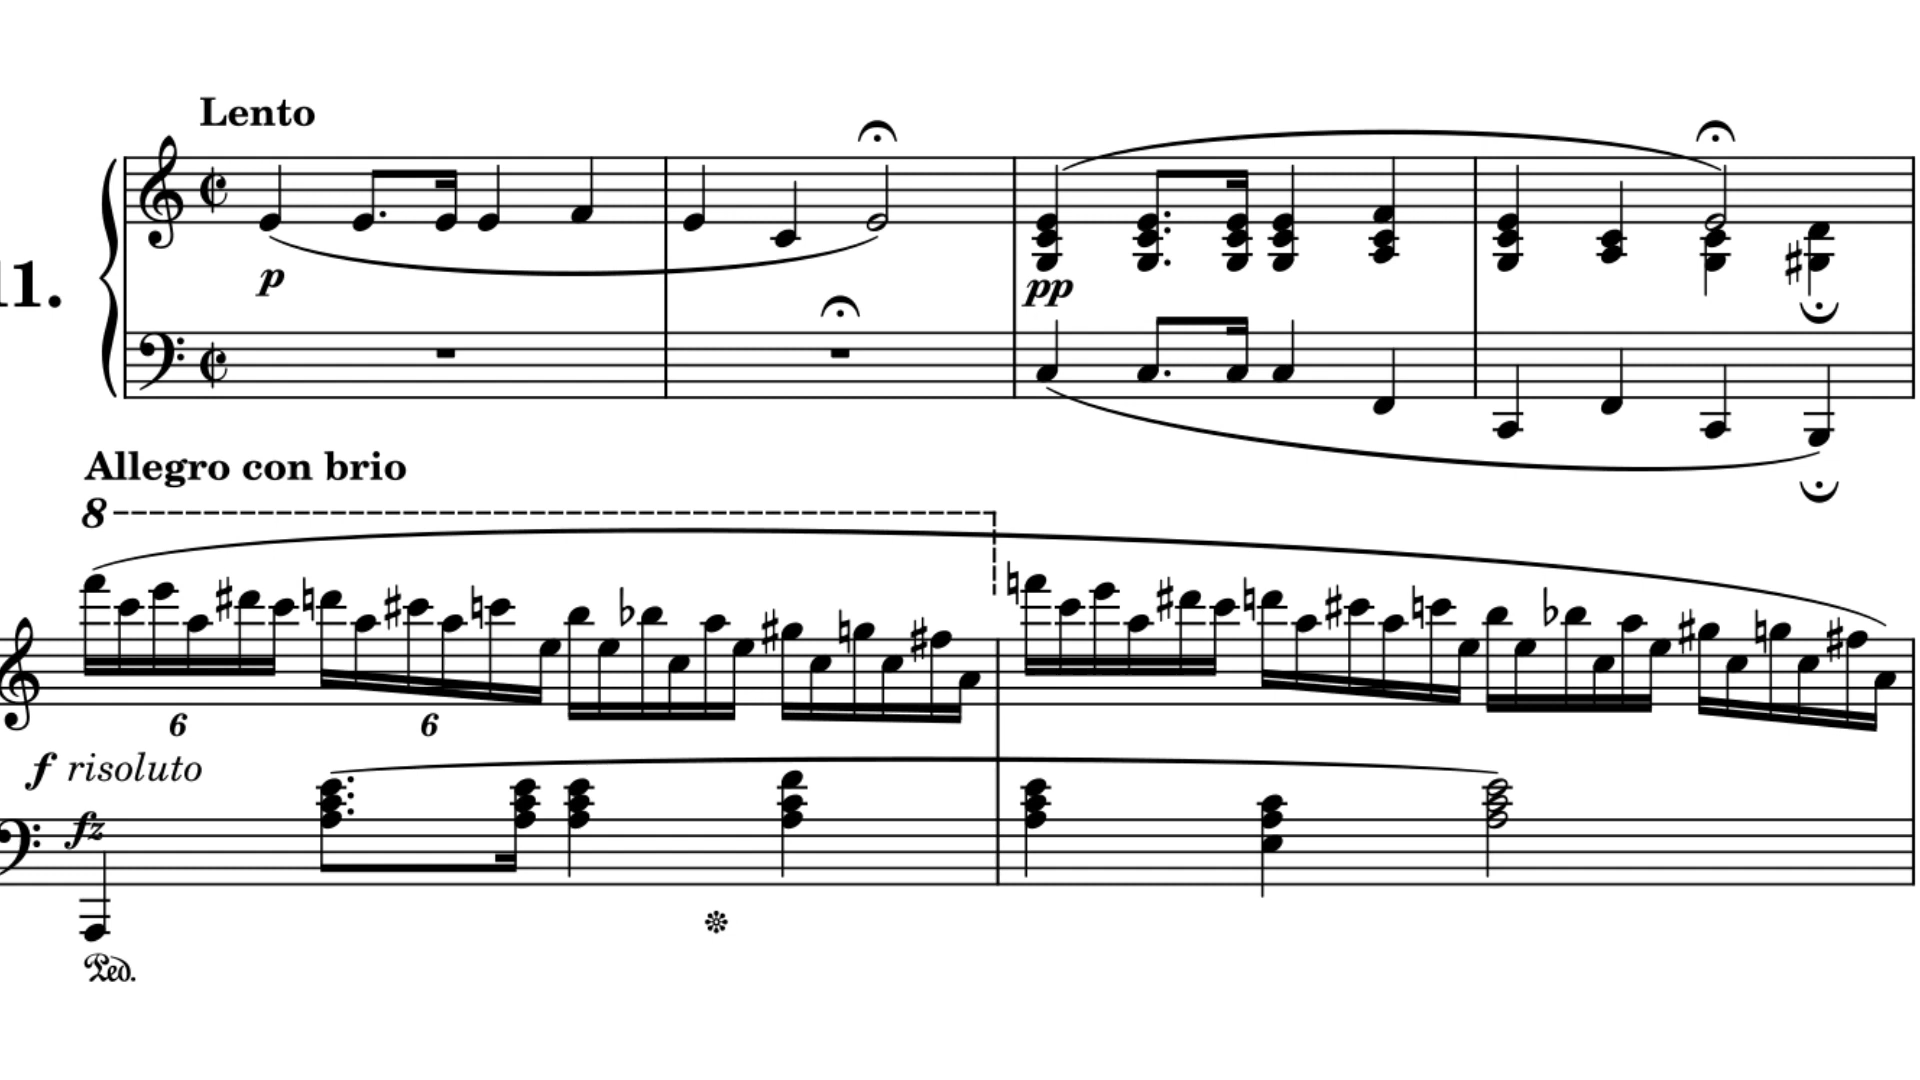 Lento
11.
p
pp
Allegro con brio
8
6 6
f risoluto
fz
Ped.